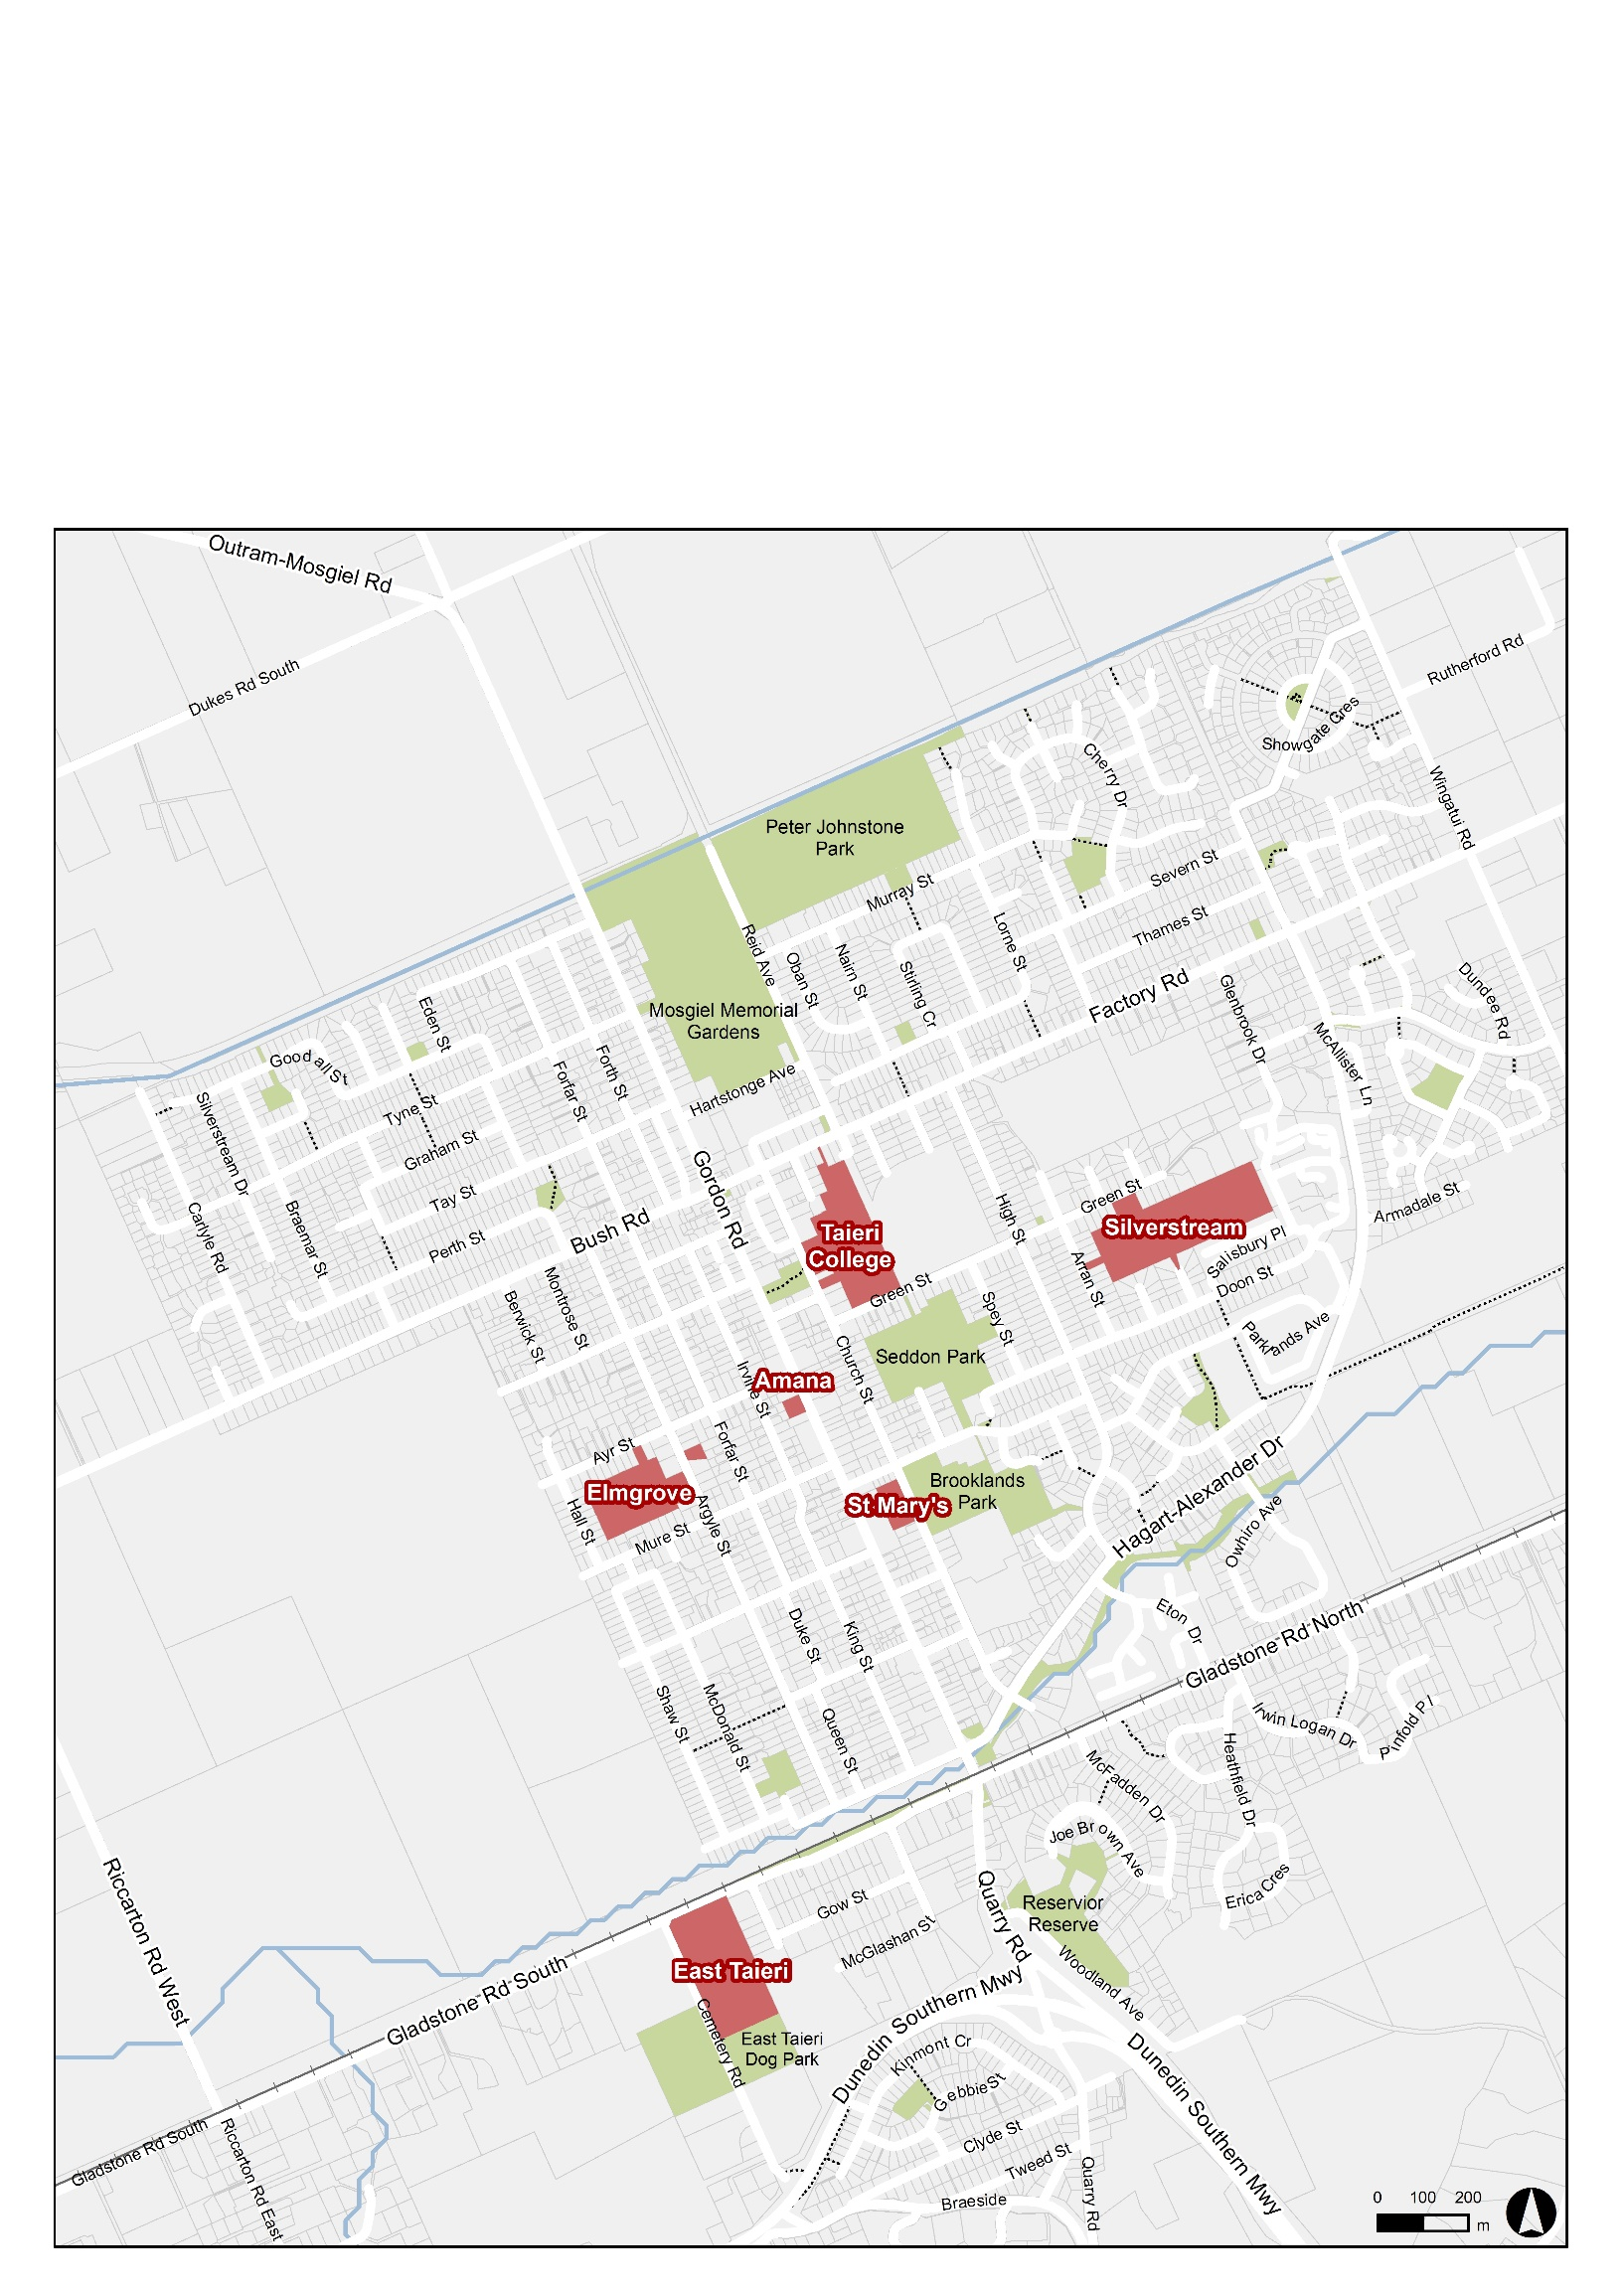 Outram-Mosgiel Rd
Dukes Rd South
Rutherford Rd
Showgate Cres
Cherry Dr
Wingatui Rd
Peter Johnstone
Park
Murray St
Severn St
Thames St
Lorne St
Reid Ave
Oban St
Nairn St
Stirling Cr
Factory Rd
Glenbrook Dr
Dundee Rd
McAllister Ln
Mosgiel Memorial
Gardens
Eden St
Goodall St
Forth St
Forfar St
Hartstonge Ave
Silverstream Dr
Tyne St
Graham St
Tay St
Perth St
Carlyle Rd
Braemar St
Bush Rd
Gordon Rd
Taieri
College
Green St
High St
Green St
Silverstream
Armadale St
Salisbury Pl
Doon St
Arran St
Parklands Ave
Spey St
Seddon Park
Church St
Berwick St
Montrose St
Irvine St
Amana
Forfar St
Ayr St
Elmgrove
Hall St
Argyle St
Mure St
St Mary's
Brooklands
Park
Hagart-Alexander Dr
Owhiro Ave
Eton Dr
Gladstone Rd North
Duke St
King St
Shaw St
McDonald St
Queen St
Irwin Logan Dr
Pinfold Pl
Heathfield Dr
McFadden Dr
Joe Brown Ave
Erica Cres
Reservior
Reserve
Quarry Rd
Woodland Ave
Gow St
McGlashan St
Riccarton Rd West
Gladstone Rd South
East Taieri
Cemetery Rd
East Taieri
Dog Park
Dunedin Southern Mwy
Dunedin Southern Mwy
Kinmont Cr
Gebbie St
Clyde St
Tweed St
Braeside
Quarry Rd
Gladstone Rd South
Riccarton Rd East
0 100 200
m